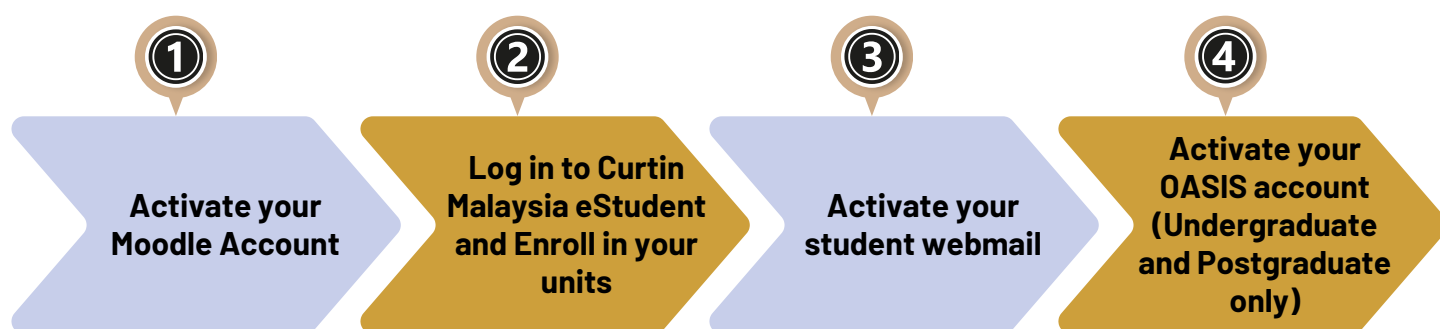 1
Activate your
Moodle Account
2
Log in to Curtin
Malaysia eStudent
and Enroll in your
units
3
Activate your
student webmail
4
Activate your
OASIS account
(Undergraduate
and Postgraduate
only)